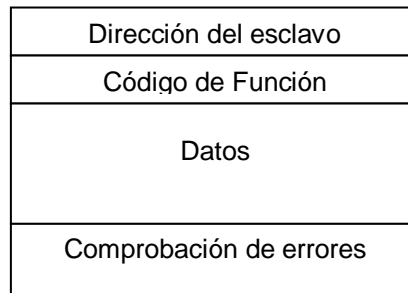 Dirección del esclavo
Código de Función
Datos
Comprobación de errores